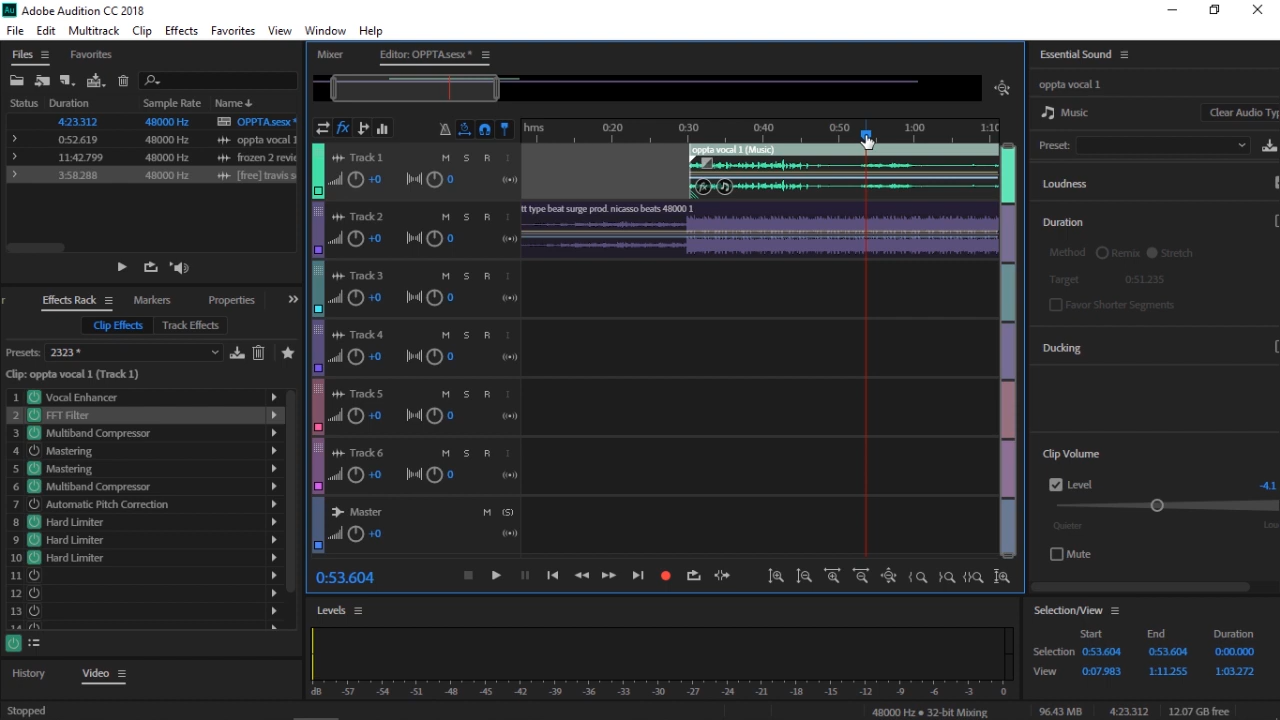 Au Adobe Audition CC 2018
File Edit Multitrack Clip Effects Favorites View Window Help
Files Favorites
Status Duration Sample Rate Name
4:23.312 48000 Hz OPPTA.sesx *
0:52.619 48000 Hz oppta vocal 1
11:42.799 48000 Hz frozen 2 revie
3:58.288 48000 Hz [free] travis s
Effects Rack Markers Properties
Clip Effects Track Effects
Presets: 2323 *
Clip: oppta vocal 1 (Track 1)
1 Vocal Enhancer
2 FFT Filter
3 Multiband Compressor
4 Mastering
5 Mastering
6 Multiband Compressor
7 Automatic Pitch Correction
8 Hard Limiter
9 Hard Limiter
10 Hard Limiter
11
12
13
14
History Video
Stopped
Mixer Editor: OPPTA.sesx *
fx hms 0:20 0:30 0:40 0:50 1:00 1:10
oppta vocal 1 (Music)
Track 1 M S R I
+0 0
fx
Track 2 M S R I
tt type beat surge prod. nicasso beats 48000 1
+0 0
Track 3 M S R I
+0 0
Track 4 M S R I
+0 0
Track 5 M S R I
+0 0
Track 6 M S R I
+0 0
Master M (S)
+0
0:53.604
Levels
dB -57 -54 -51 -48 -45 -42 -39 -36 -33 -30 -27 -24 -21 -18 -15 -12 -9 -6 -3 0
Essential Sound
oppta vocal 1
Music Clear Audio Typ
Preset:
Loudness
Duration
Method Remix Stretch
Target 0:51.235
Favor Shorter Segments
Ducking
Clip Volume
Level -4.1
Quieter Lou
Mute
Selection/View
Start End Duration
Selection 0:53.604 0:53.604 0:00.000
View 0:07.983 1:11.255 1:03.272
48000 Hz • 32-bit Mixing 96.43 MB 4:23.312 12.07 GB free